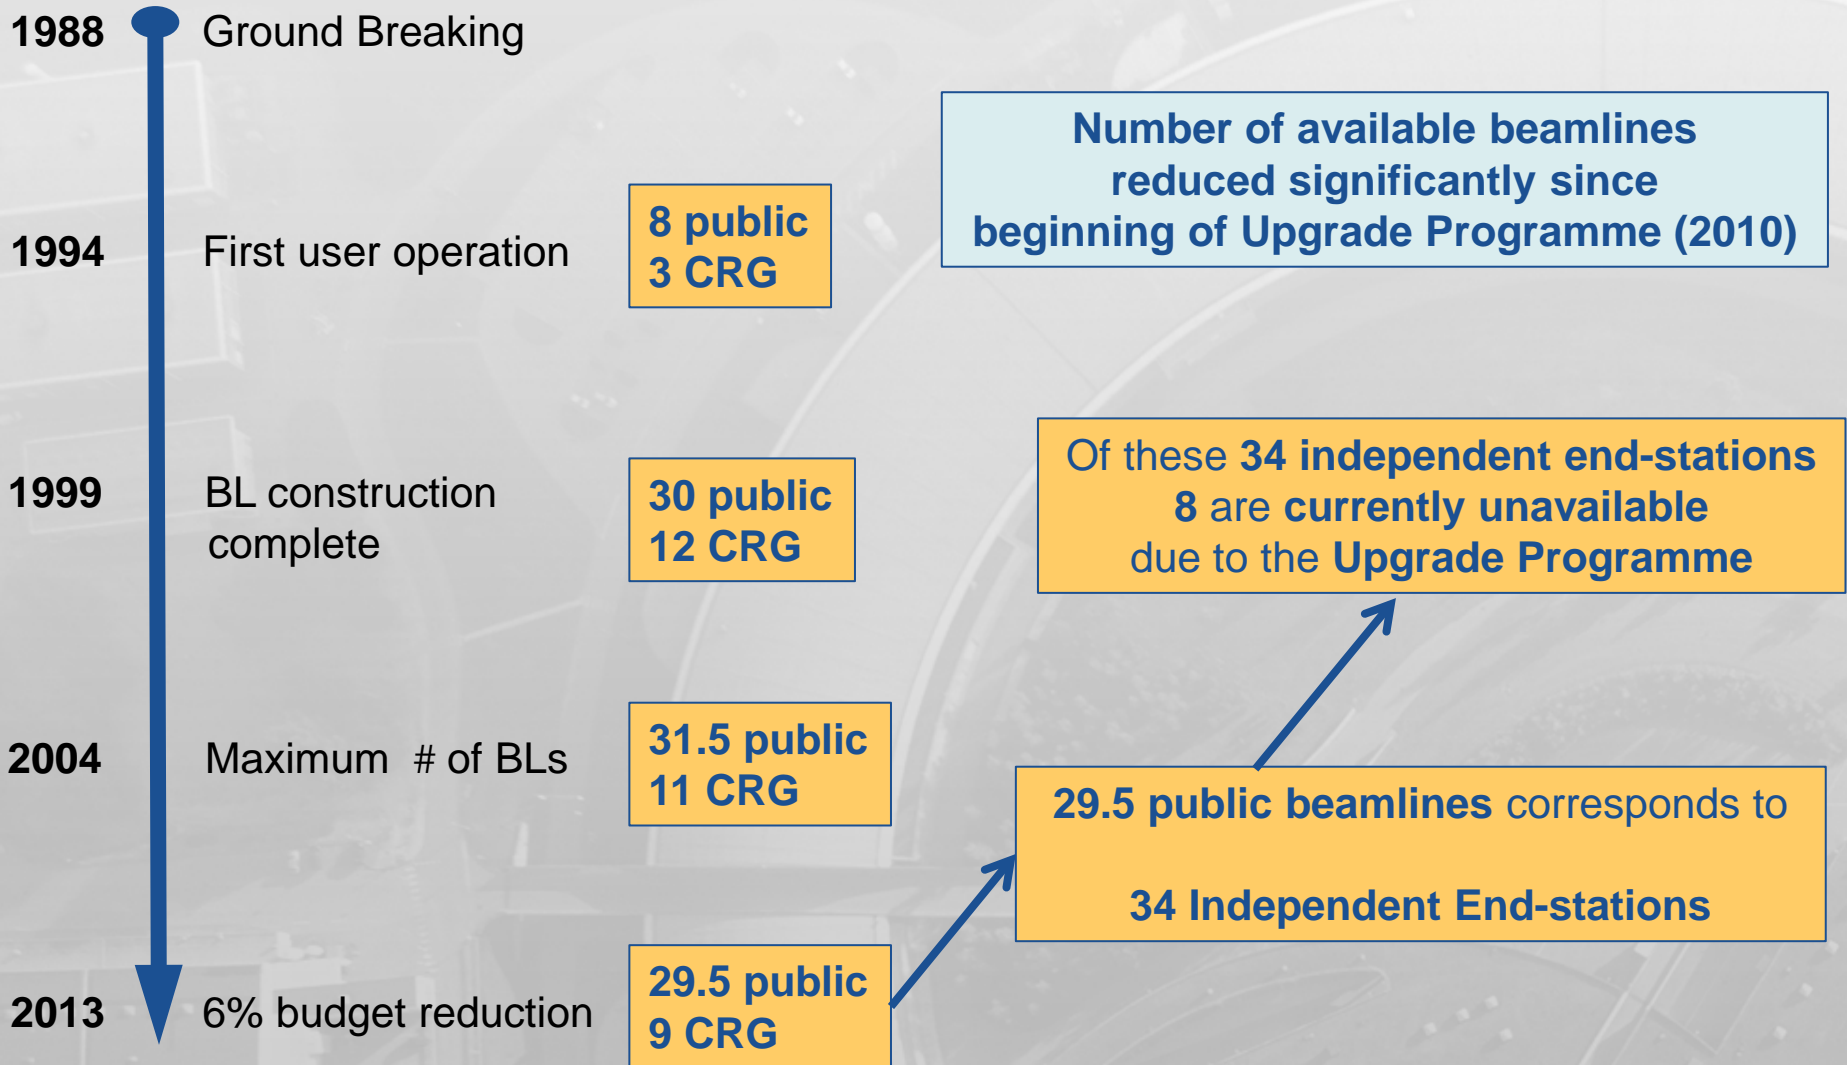 1988 Ground Breaking
Number of available beamlines
reduced significantly since
beginning of Upgrade Programme (2010)
1994 First user operation
8 public
3 CRG
1999 BL construction
complete
30 public
12 CRG
Of these 34 independent end-stations
8 are currently unavailable
due to the Upgrade Programme
2004 Maximum # of BLs
31.5 public
11 CRG
29.5 public beamlines corresponds to
34 Independent End-stations
2013 6% budget reduction
29.5 public
9 CRG